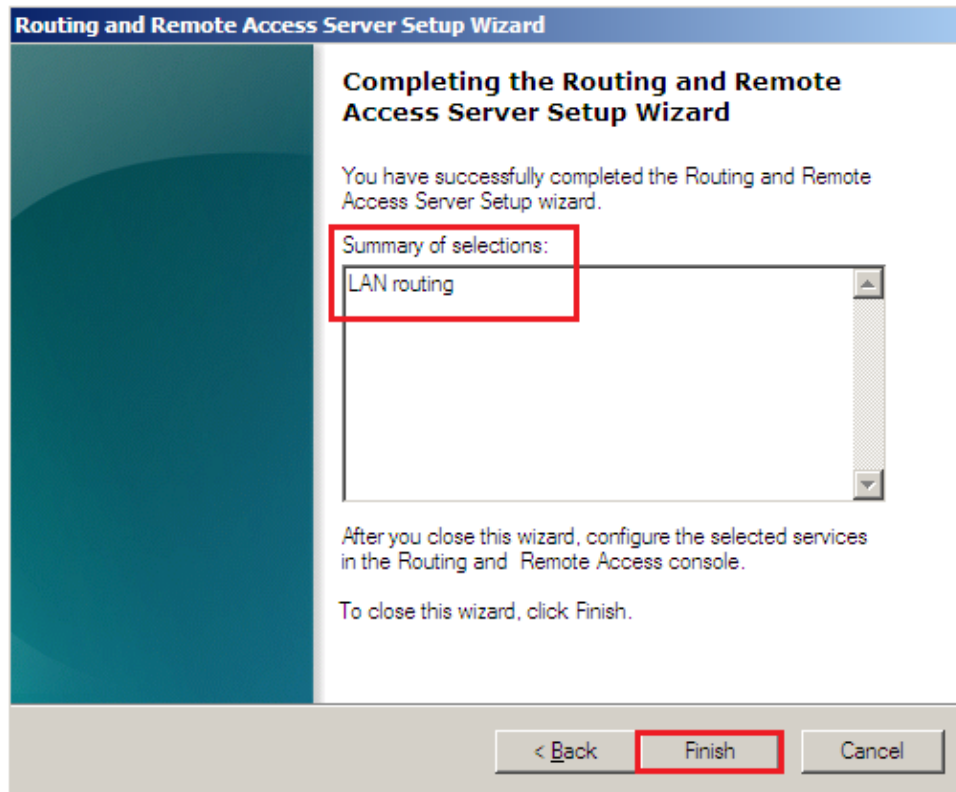 Routing and Remote Access Server Setup Wizard
Completing the Routing and Remote
Access Server Setup Wizard
You have successfully completed the Routing and Remote
Access Server Setup wizard.
Summary of selections:
LAN routing
After you close this wizard, configure the selected services
in the Routing and Remote Access console.
To close this wizard, click Finish.
< Back
Finish
Cancel